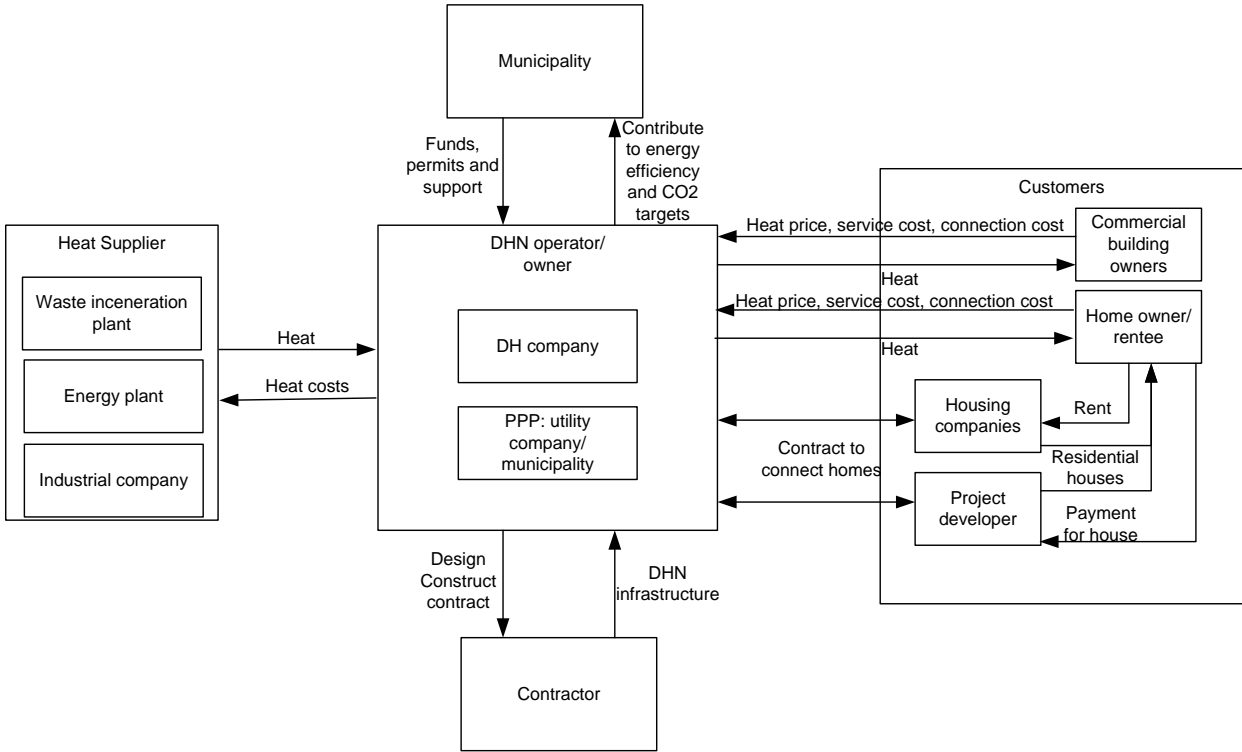 Municipality
Funds,
permits and
support
Contribute
to energy
efficiency
and CO2
targets
Heat Supplier
Waste inceneration
plant
Energy plant
Industrial company
Heat
Heat costs
DHN operator/
owner
DH company
PPP: utility
company/
municipality
Customers
Heat price, service cost, connection cost
Commercial
building
owners
Heat
Heat price, service cost, connection cost
Home owner/
rentee
Heat
Housing
companies
Rent
Contract to
connect homes
Residential
houses
Project
developer
Payment
for house
Design
Construct
contract
DHN
infrastructure
Contractor